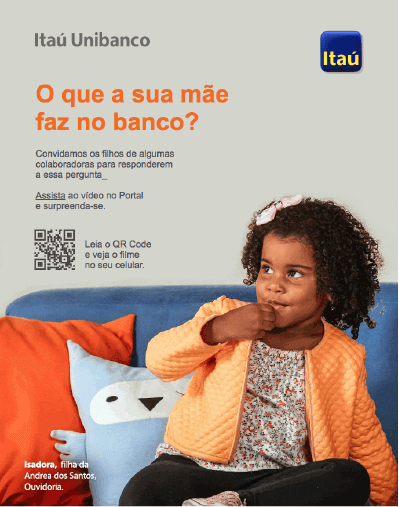 Itaú Unibanco
Itaú
O que a sua mãe
faz no banco?
Convidamos os filhos de algumas
colaboradoras para responderem
a essa pergunta_
Assista ao vídeo no Portal
e surpreenda-se.
Leia o QR Code
e veja o filme
no seu celular.
Isadora, filha da
Andrea dos Santos,
Ouvidoria.